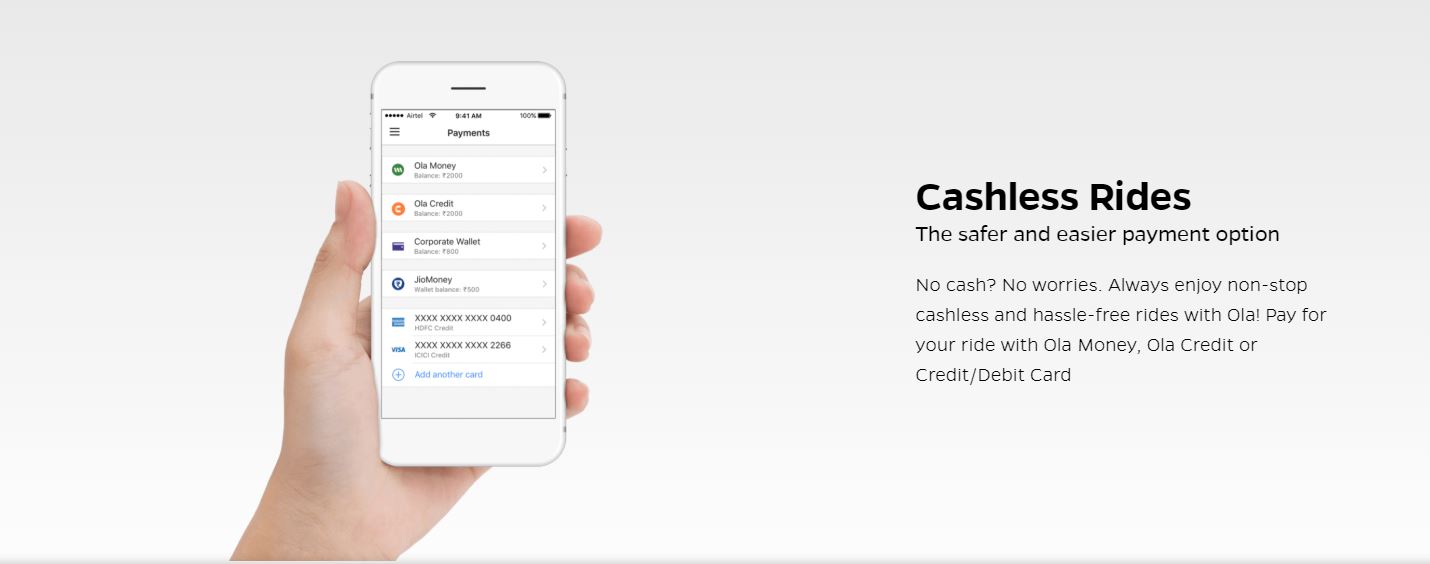 Airtel 9:41 AM 100%
Payments
Ola Money
Balance: ₹2000
Ola Credit
Balance: ₹2000
Corporate Wallet
Balance: ₹800
JioMoney
Wallet balance: ₹500
XXXX XXXX XXXX 0400
HDFC Credit
VISA XXXX XXXX XXXX 2266
ICICI Credit
Add another card
Cashless Rides
The safer and easier payment option
No cash? No worries. Always enjoy non-stop
cashless and hassle-free rides with Ola! Pay for
your ride with Ola Money, Ola Credit or
Credit/Debit Card